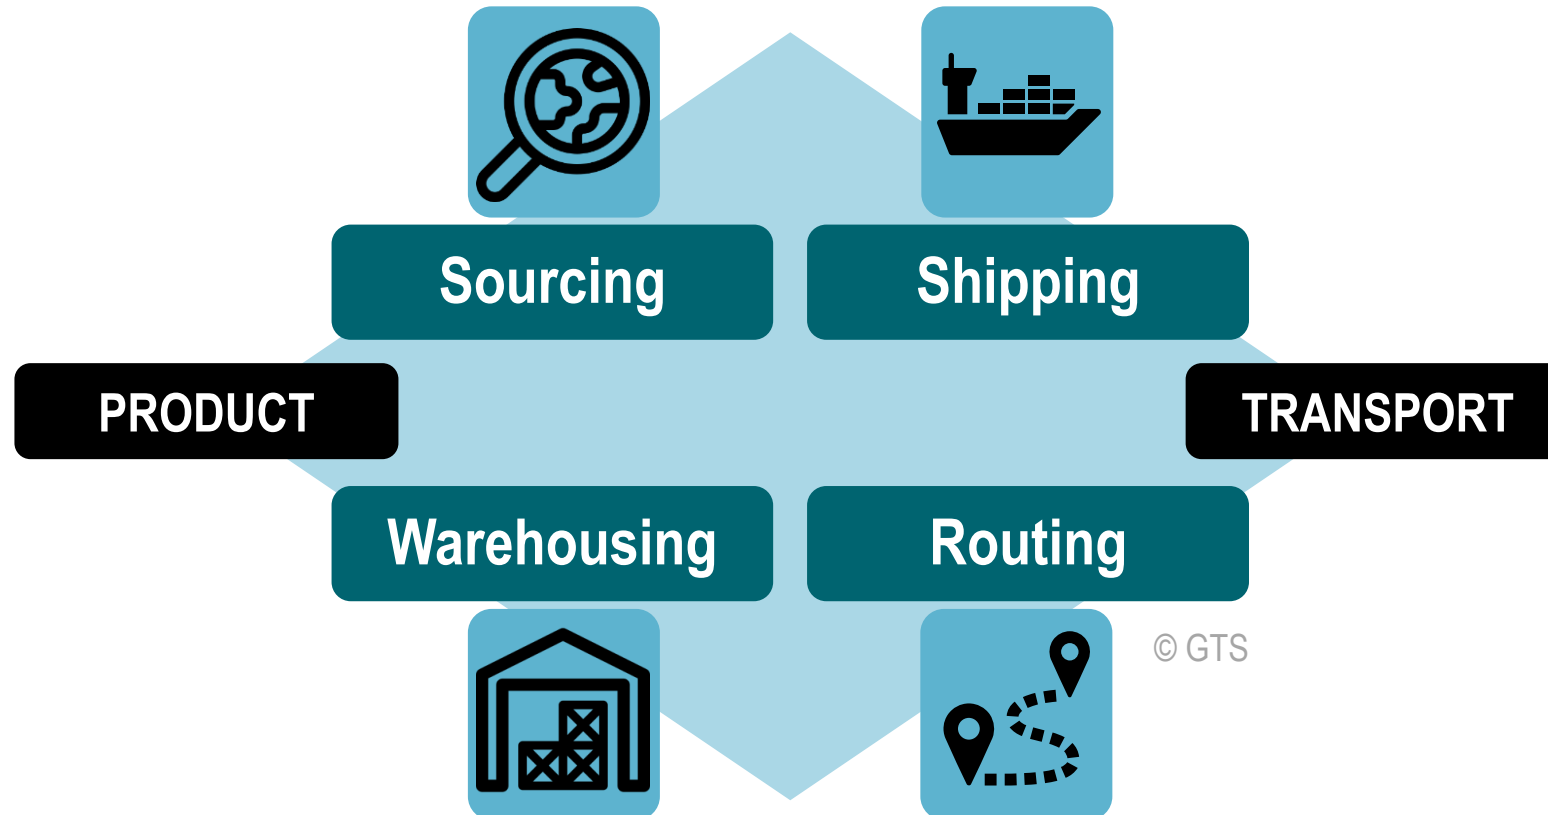 Sourcing
Shipping
PRODUCT
TRANSPORT
Warehousing
Routing
© GTS